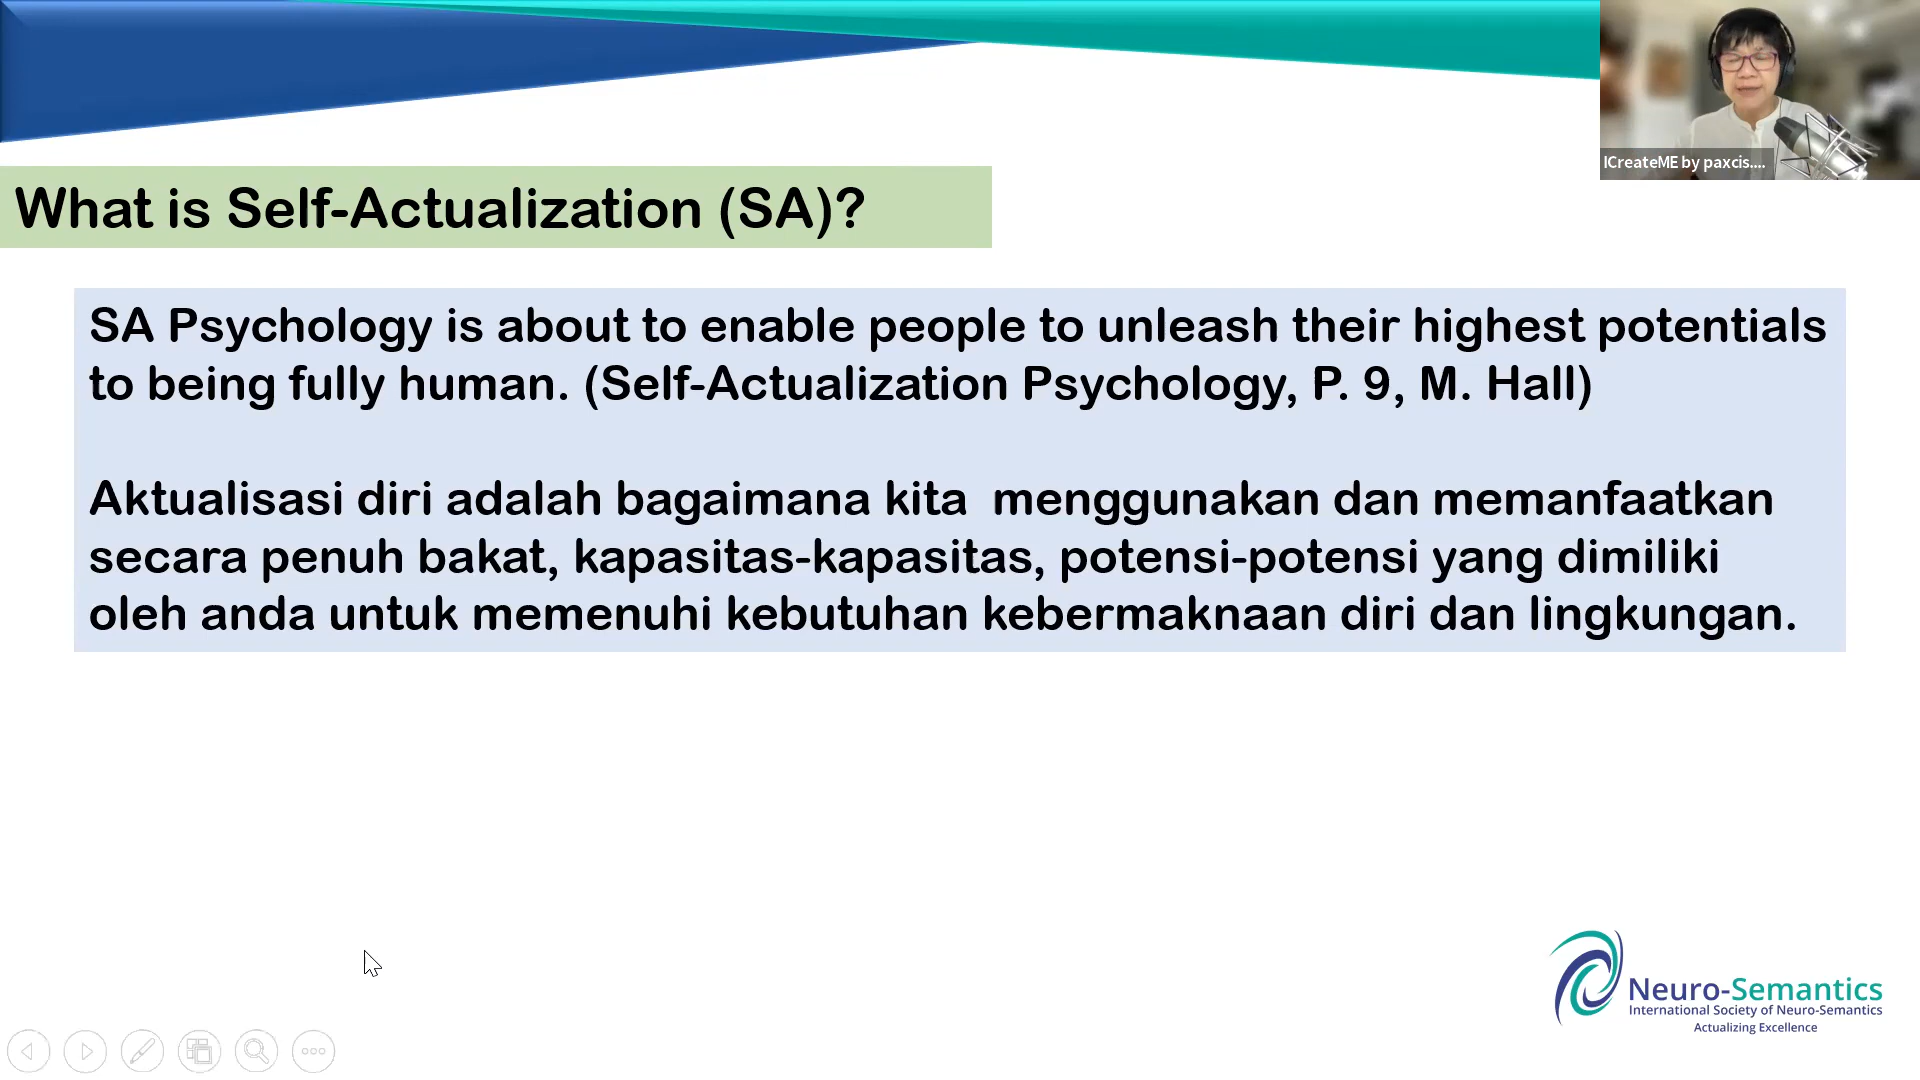 ICreateME by paxcis....
What is Self-Actualization (SA)?
SA Psychology is about to enable people to unleash their highest potentials
to being fully human. (Self-Actualization Psychology, P. 9, M. Hall)
Aktualisasi diri adalah bagaimana kita  menggunakan dan memanfaatkan
secara penuh bakat, kapasitas-kapasitas, potensi-potensi yang dimiliki
oleh anda untuk memenuhi kebutuhan kebermaknaan diri dan lingkungan.
Neuro-Semantics
International Society of Neuro-Semantics
Actualizing Excellence